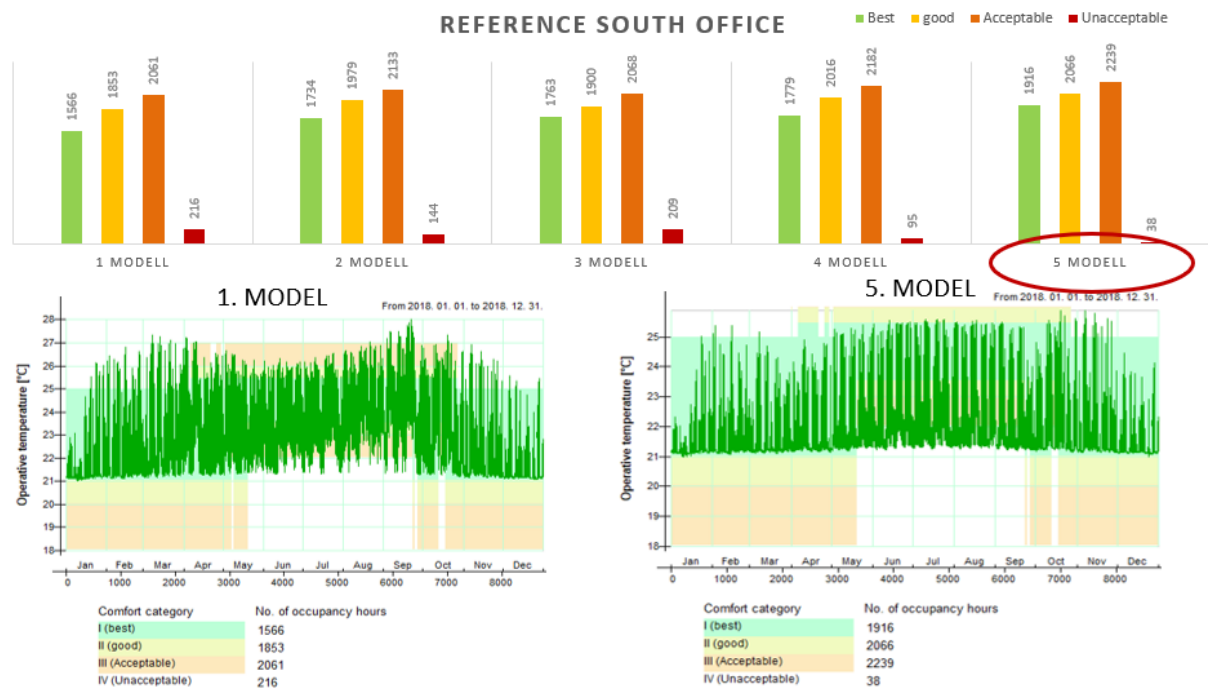 REFERENCE SOUTH OFFICE
Best good Acceptable Unacceptable
1566 1853 2061 216
1734 1979 2133 144
1763 1900 2068 209
1779 2016 2182 95
1916 2066 2239 38
1 MODELL 2 MODELL 3 MODELL 4 MODELL 5 MODELL
1. MODEL
From 2018. 01. 01. to 2018. 12. 31.
Operative temperature [°C]
28
27
26
25
24
23
22
21
20
19
18
Jan Feb Mar Apr May Jun Jul Aug Sep Oct Nov Dec
0 1000 2000 3000 4000 5000 6000 7000 8000
Comfort category No. of occupancy hours
I (best) 1566
II (good) 1853
III (Acceptable) 2061
IV (Unacceptable) 216
5. MODEL
From 2018. 01. 01. to 2018. 12. 31.
Operative temperature [°C]
25
24
23
22
21
20
19
18
Jan Feb Mar Apr May Jun Jul Aug Sep Oct Nov Dec
0 1000 2000 3000 4000 5000 6000 7000 8000
Comfort category No. of occupancy hours
I (best) 1916
II (good) 2066
III (Acceptable) 2239
IV (Unacceptable) 38